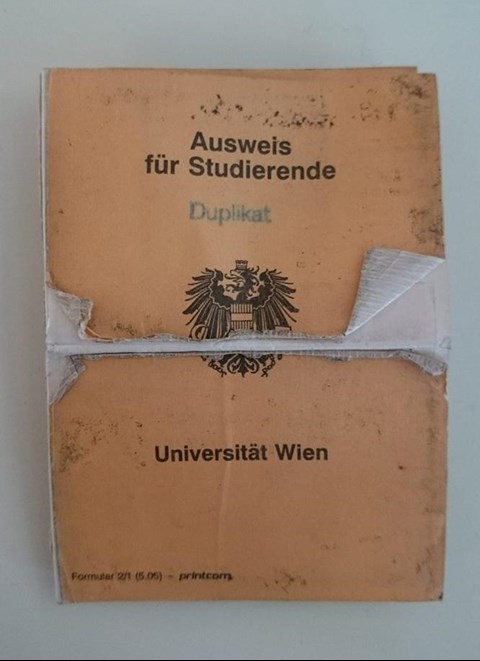 Ausweis
für Studierende
Duplikat
Universität Wien
Formular 2/1 (5.05) – printcom.